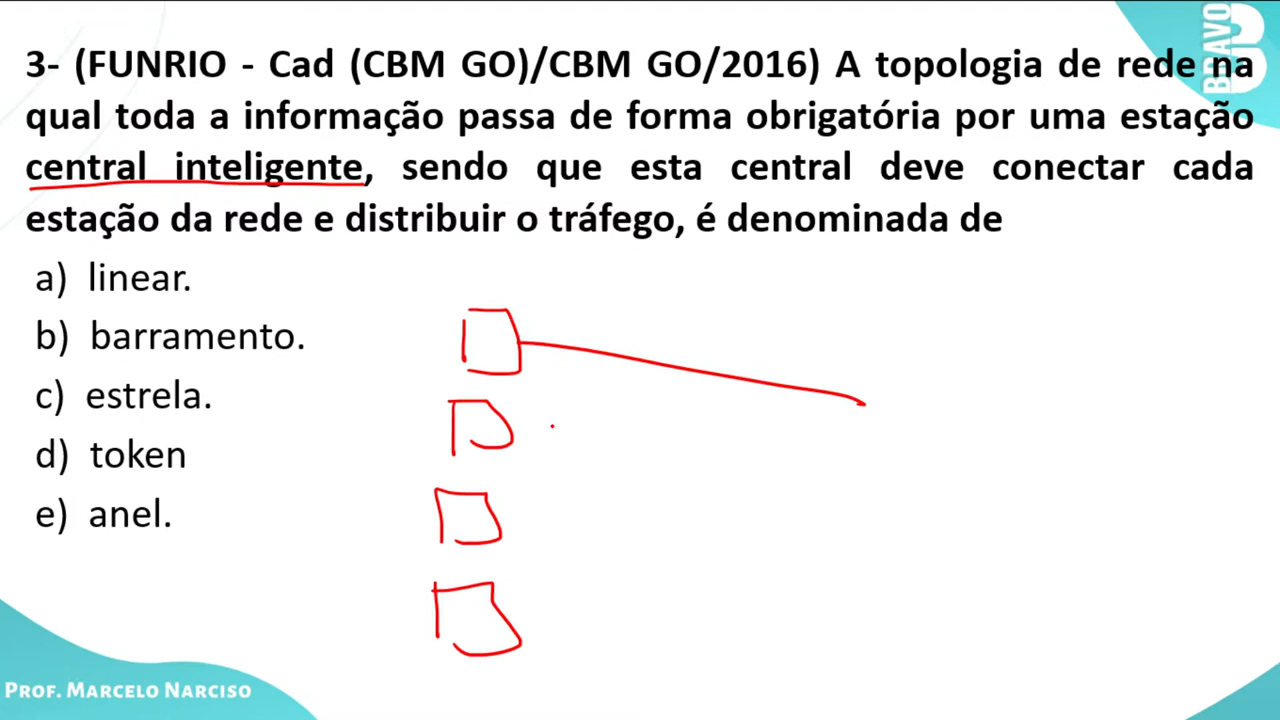 BRAVO
3- (FUNRIO - Cad (CBM GO)/CBM GO/2016) A topologia de rede na
qual toda a informação passa de forma obrigatória por uma estação
central inteligente, sendo que esta central deve conectar cada
estação da rede e distribuir o tráfego, é denominada de
a) linear.
b) barramento.
c) estrela.
d) token
e) anel.
PROF. MARCELO NARCISO